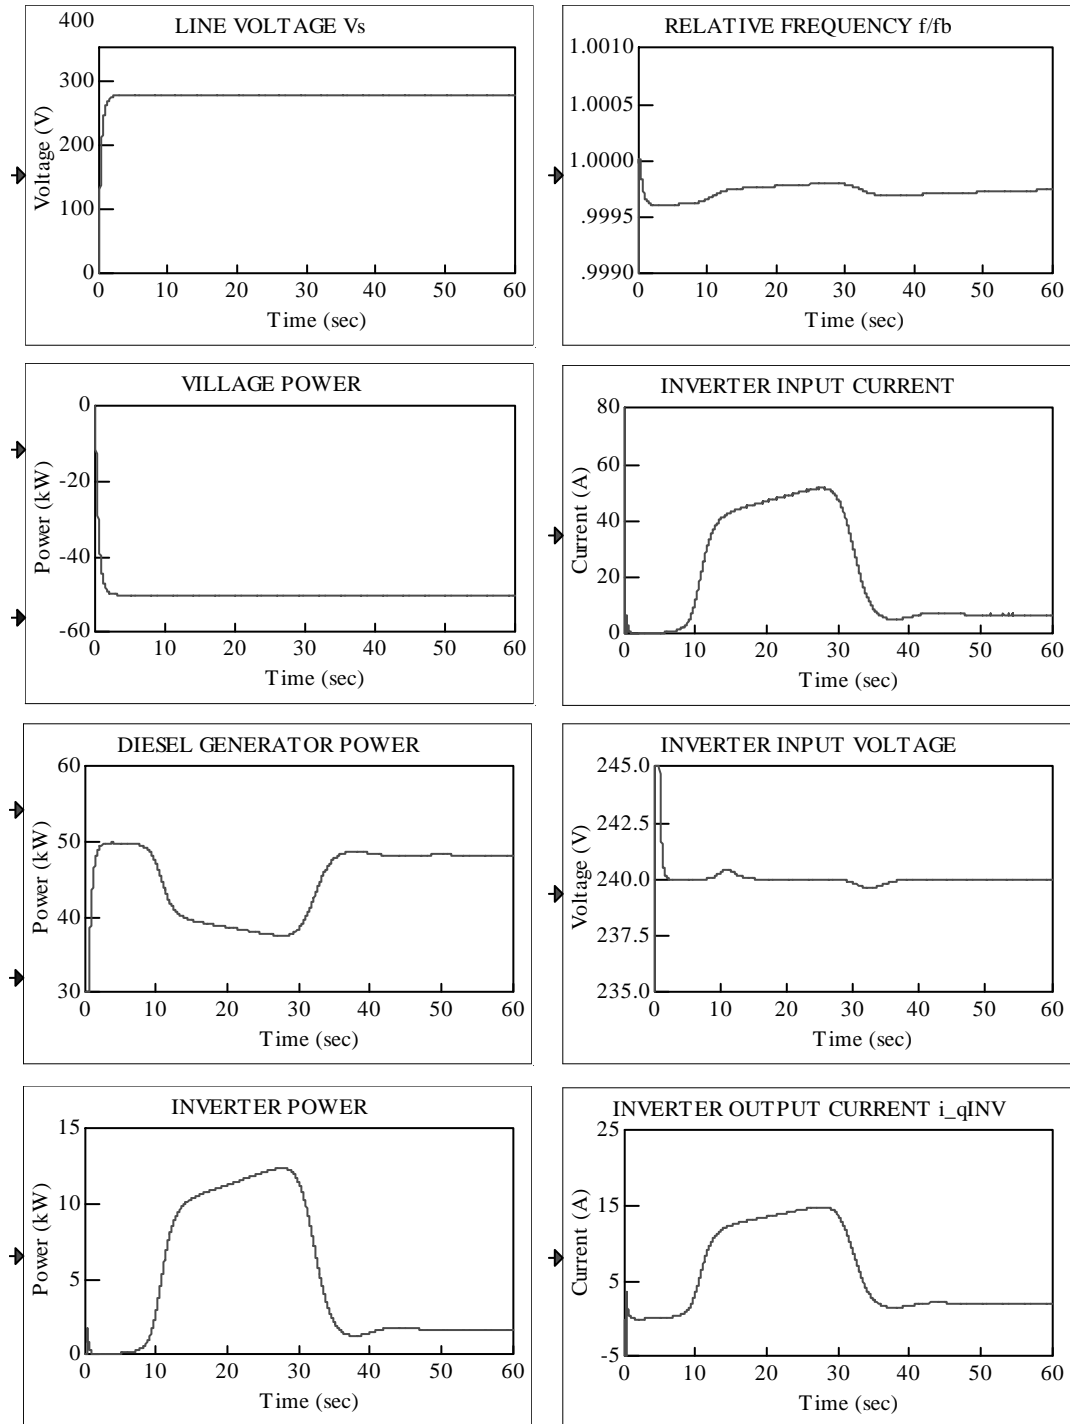 LINE VOLTAGE Vs
400
300
200
100
0
Voltage (V)
0 10 20 30 40 50 60
Time (sec)
RELATIVE FREQUENCY f/fb
1.0010
1.0005
1.0000
.9995
.9990
0 10 20 30 40 50 60
Time (sec)
VILLAGE POWER
0
-20
-40
-60
Power (kW)
0 10 20 30 40 50 60
Time (sec)
INVERTER INPUT CURRENT
80
60
40
20
0
Current (A)
0 10 20 30 40 50 60
Time (sec)
DIESEL GENERATOR POWER
60
50
40
30
Power (kW)
0 10 20 30 40 50 60
Time (sec)
INVERTER INPUT VOLTAGE
245.0
242.5
240.0
237.5
235.0
Voltage (V)
0 10 20 30 40 50 60
Time (sec)
INVERTER POWER
15
10
5
0
Power (kW)
0 10 20 30 40 50 60
Time (sec)
INVERTER OUTPUT CURRENT i_qINV
25
15
5
-5
Current (A)
0 10 20 30 40 50 60
Time (sec)